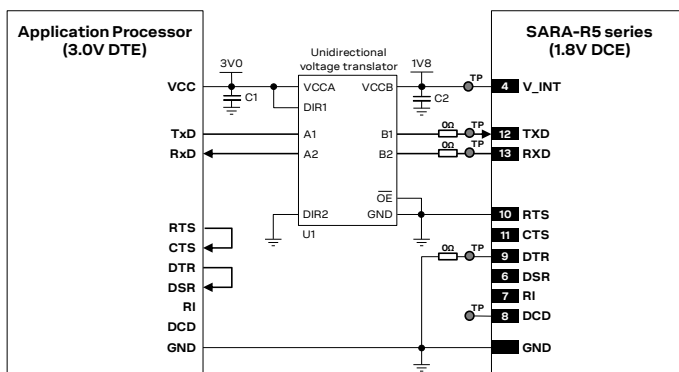 Application Processor
(3.0V DTE)
SARA-R5 series
(1.8V DCE)
Unidirectional
voltage translator
3V0
1V8
VCC
VCCA
VCCB
TP
4
V_INT
C1
C2
DIR1
0Ω
TP
TxD
A1
B1
12
TXD
0Ω
TP
RxD
A2
B2
13
RXD
OE
DIR2
GND
10
RTS
U1
RTS
11
CTS
CTS
0Ω
TP
9
DTR
DTR
6
DSR
DSR
7
RI
RI
TP
8
DCD
DCD
GND
GND